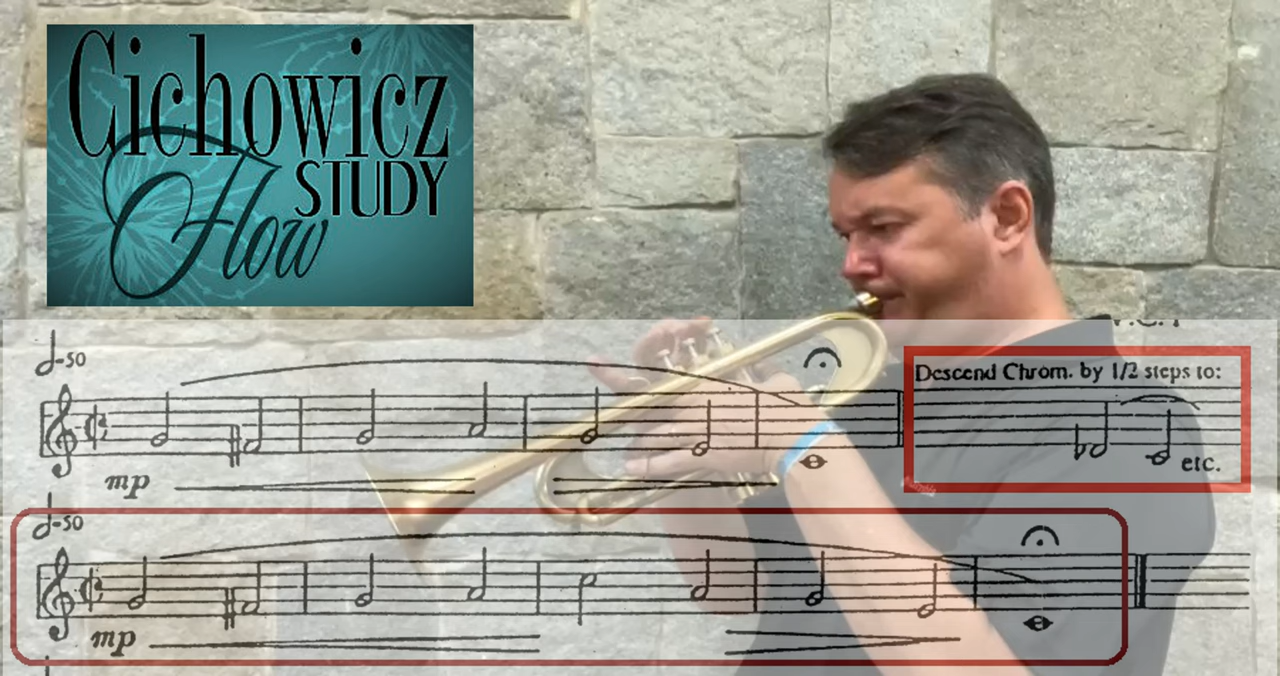 Cichowicz
STUDY
Flow
-50
mp
Descend Chrom. by 1/2 steps to:
etc.
-50
mp